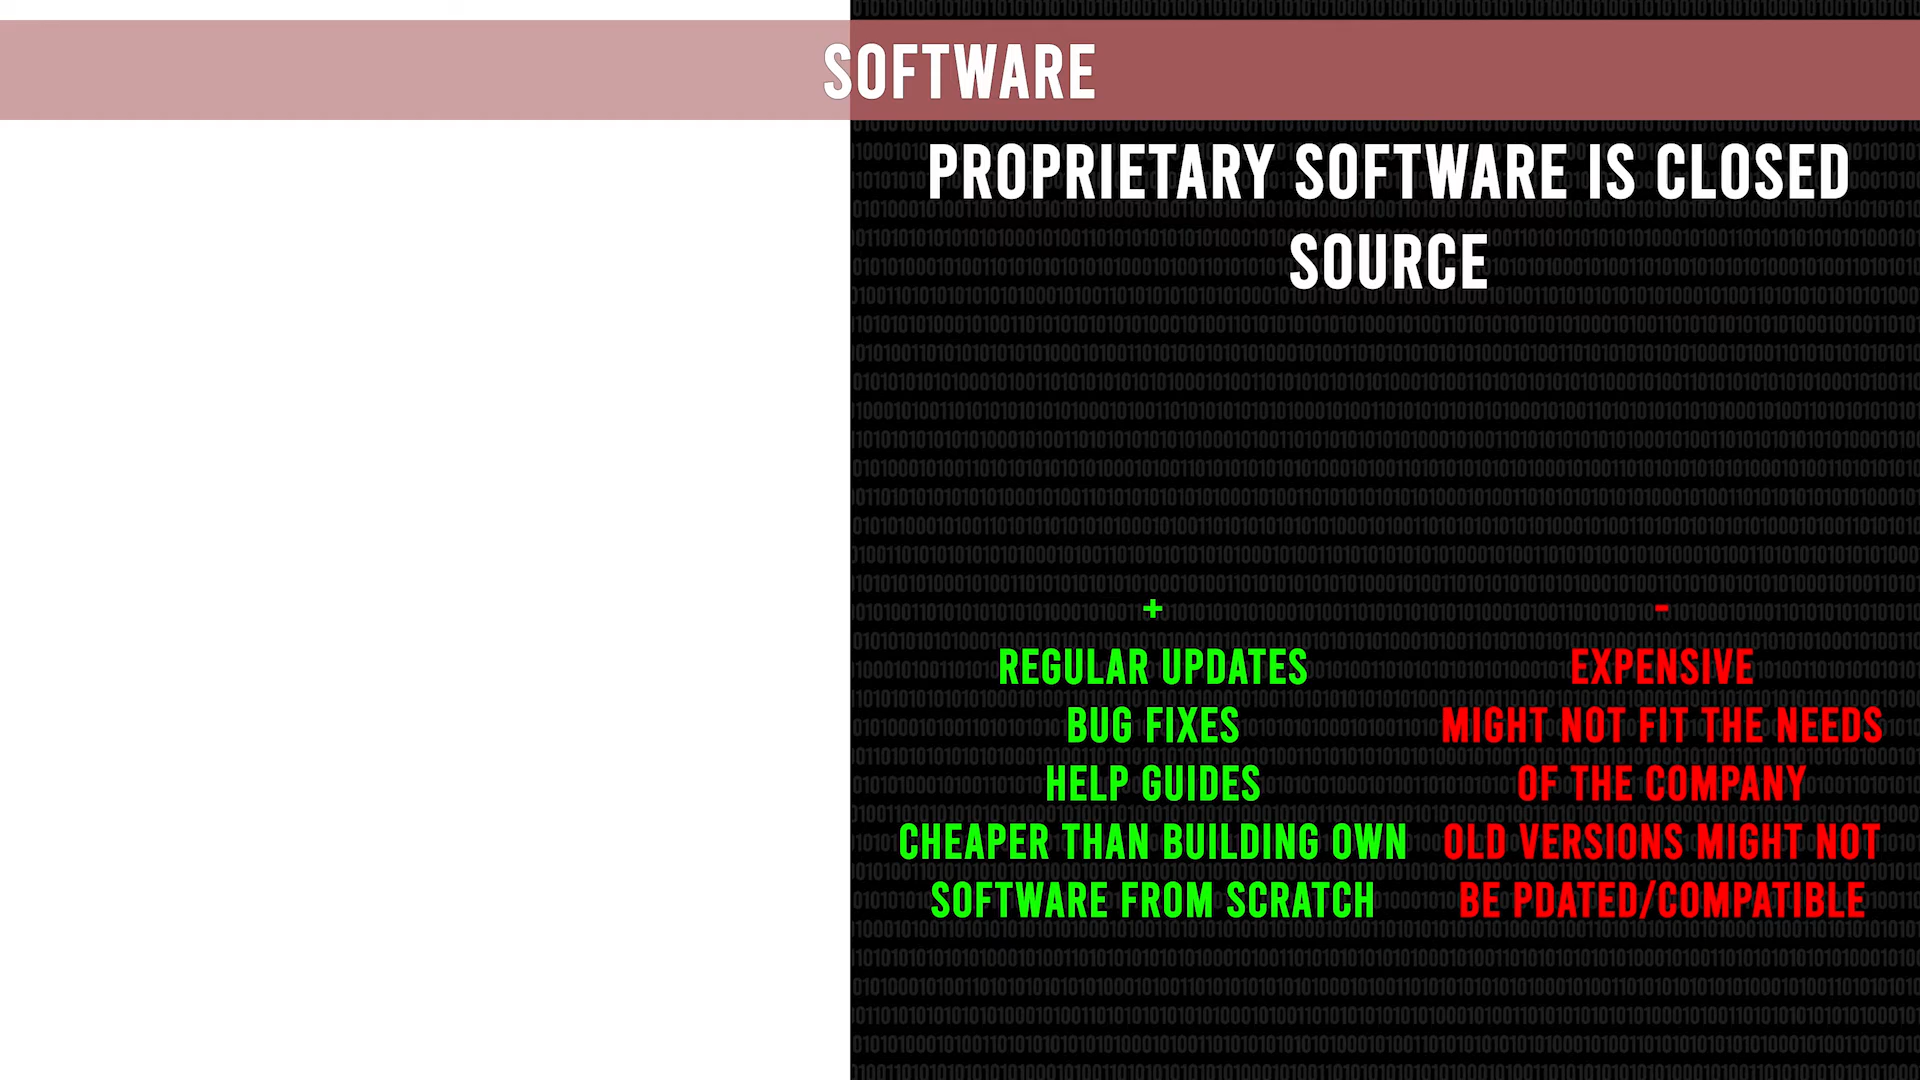 SOFTWARE
PROPRIETARY SOFTWARE IS CLOSED
SOURCE
+
REGULAR UPDATES
BUG FIXES
HELP GUIDES
CHEAPER THAN BUILDING OWN
SOFTWARE FROM SCRATCH
-
EXPENSIVE
MIGHT NOT FIT THE NEEDS
OF THE COMPANY
OLD VERSIONS MIGHT NOT
BE PDATED/COMPATIBLE